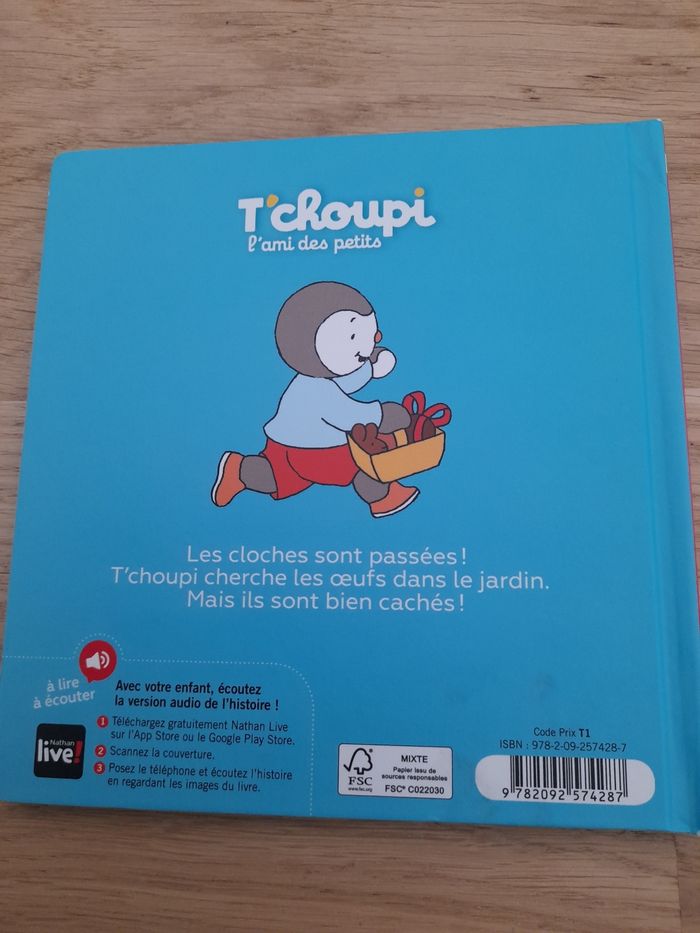 T'choupi
l'ami des petits
Les cloches sont passées !
T'choupi cherche les œufs dans le jardin.
Mais ils sont bien cachés !
à lire
à écouter
Avec votre enfant, écoutez
la version audio de l'histoire !
1 Téléchargez gratuitement Nathan Live
sur l'App Store ou le Google Play Store.
2 Scannez la couverture.
3 Posez le téléphone et écoutez l'histoire
en regardant les images du livre.
Nathan
live!
FSC
www.fsc.org
MIXTE
Papier issu de
sources responsables
FSC® C022030
Code Prix T1
ISBN : 978-2-09-257428-7
9 782092 574287